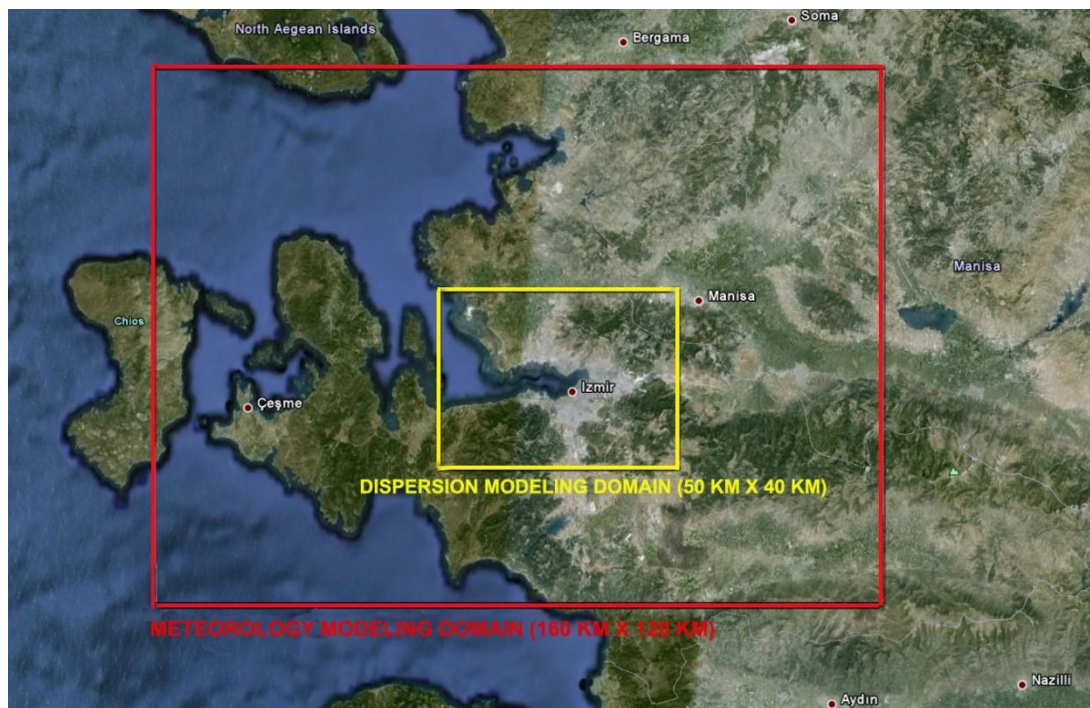 Soma
North Aegean Islands
Bergama
Manisa
Manisa
Chios
Izmir
Çeşme
DISPERSION MODELING DOMAIN (50 KM X 40 KM)
METEOROLOGY MODELING DOMAIN (160 KM X 120 KM)
Nazilli
Aydın